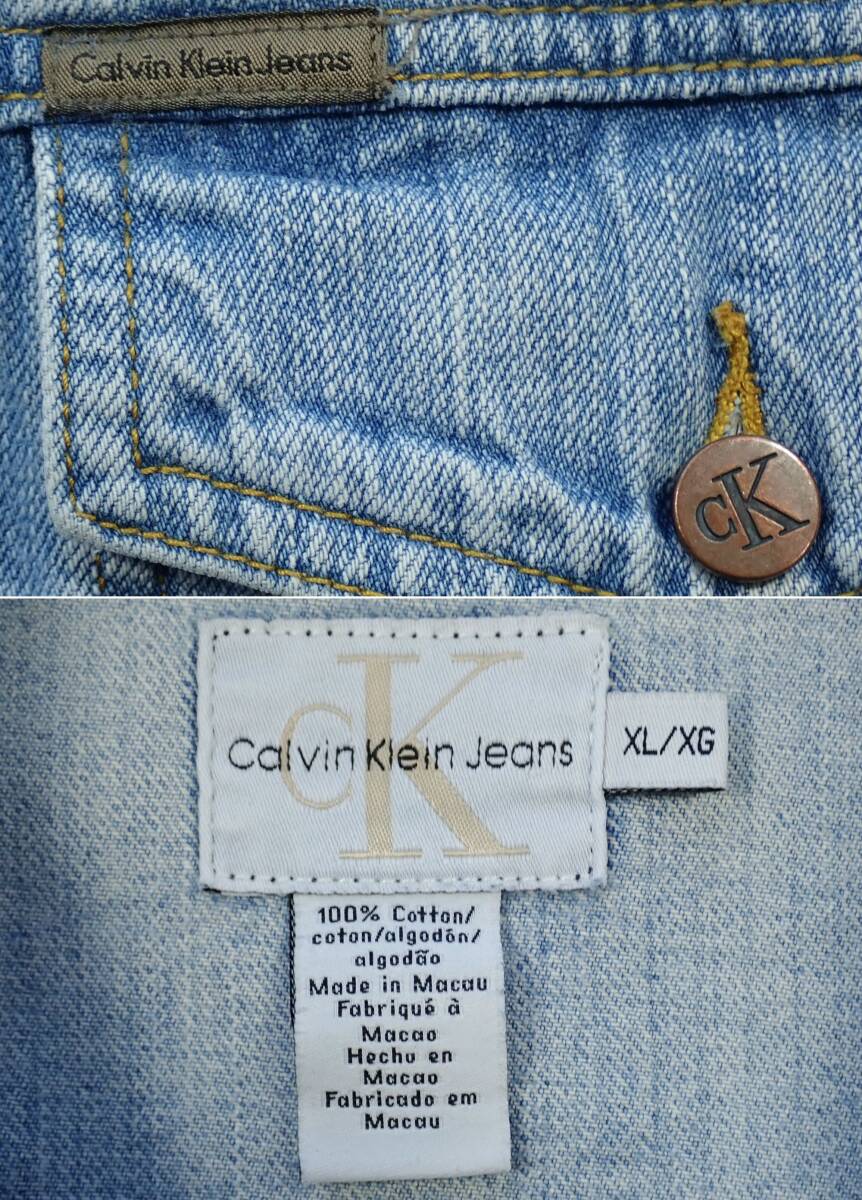 Calvin Klein Jeans
cK
cK
Calvin Klein Jeans
XL/XG
100% Cotton/
coton/algodón/
algodão
Made in Macau
Fabriqué à
Macao
Hecho en
Macao
Fabricado em
Macau